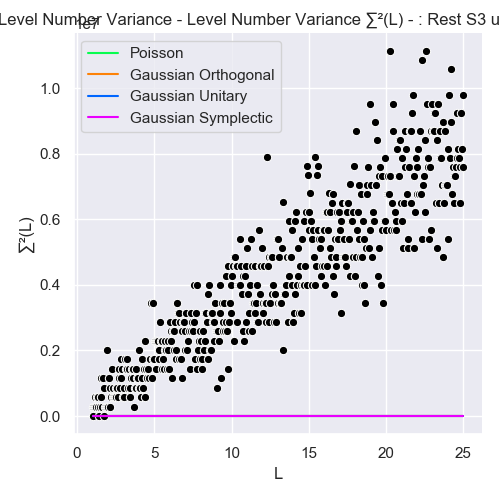 Level Number Variance - Level Number Variance ∑²(L) - : Rest S3 u
1e7
Poisson
Gaussian Orthogonal
Gaussian Unitary
Gaussian Symplectic
∑²(L)
1.0
0.8
0.6
0.4
0.2
0.0
0 5 10 15 20 25
L